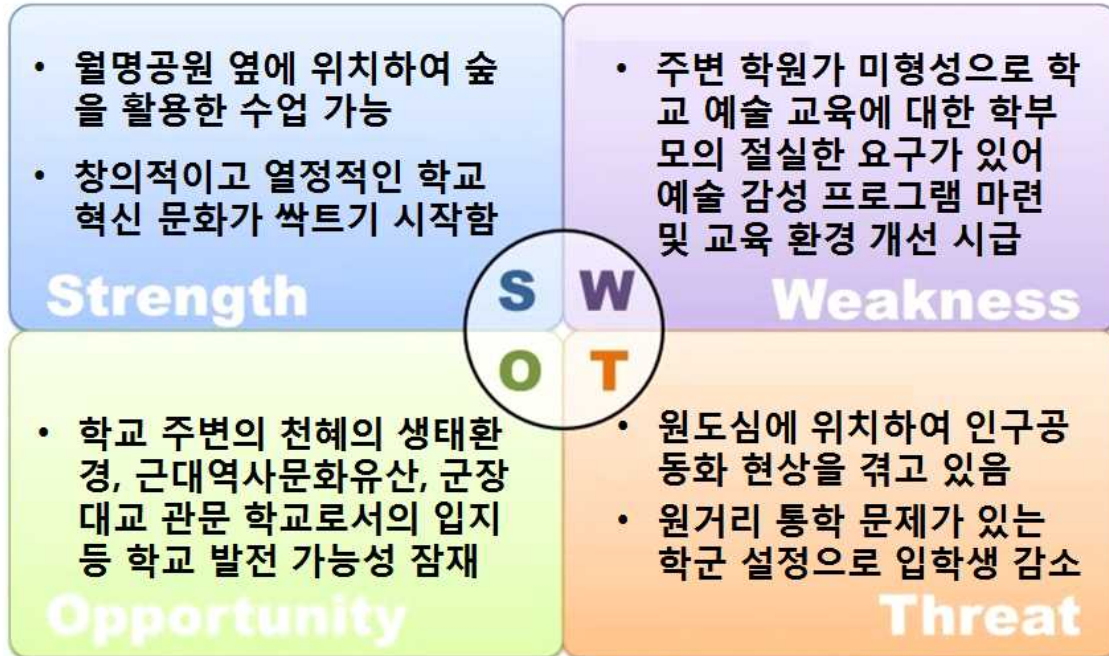 • 월명공원 옆에 위치하여 숲
을 활용한 수업 가능
• 창의적이고 열정적인 학교
혁신 문화가 싹트기 시작함
Strength
• 주변 학원가 미형성으로 학
교 예술 교육에 대한 학부
모의 절실한 요구가 있어
예술 감성 프로그램 마련
및 교육 환경 개선 시급
Weakness
S W
O T
• 학교 주변의 천혜의 생태환
경, 근대역사문화유산, 군장
대교 관문 학교로서의 입지
등 학교 발전 가능성 잠재
Opportunity
• 원도심에 위치하여 인구공
동화 현상을 겪고 있음
• 원거리 통학 문제가 있는
학군 설정으로 입학생 감소
Threat